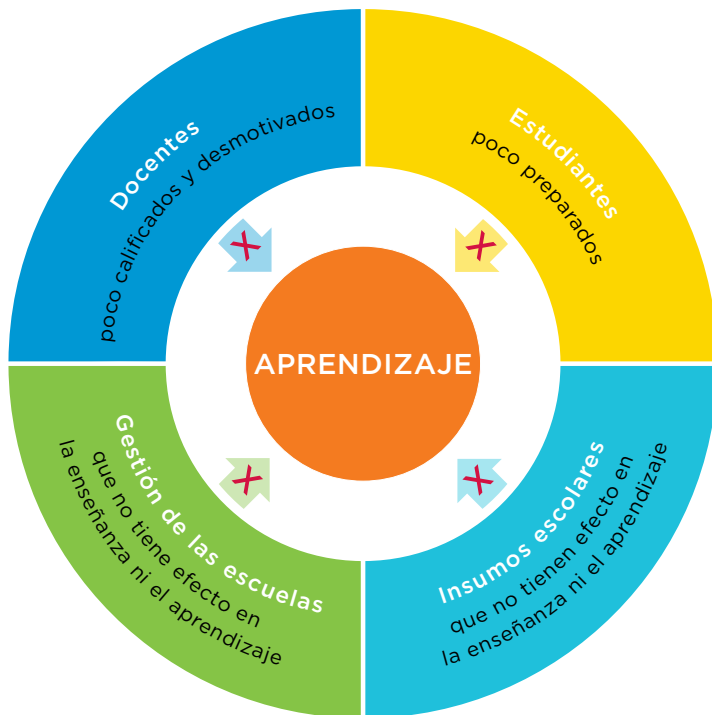 Docentes
poco calificados y desmotivados
Estudiantes
poco preparados
APRENDIZAJE
Gestión de las escuelas
que no tiene efecto en
la enseñanza ni el aprendizaje
Insumos escolares
que no tienen efecto en
la enseñanza ni el aprendizaje